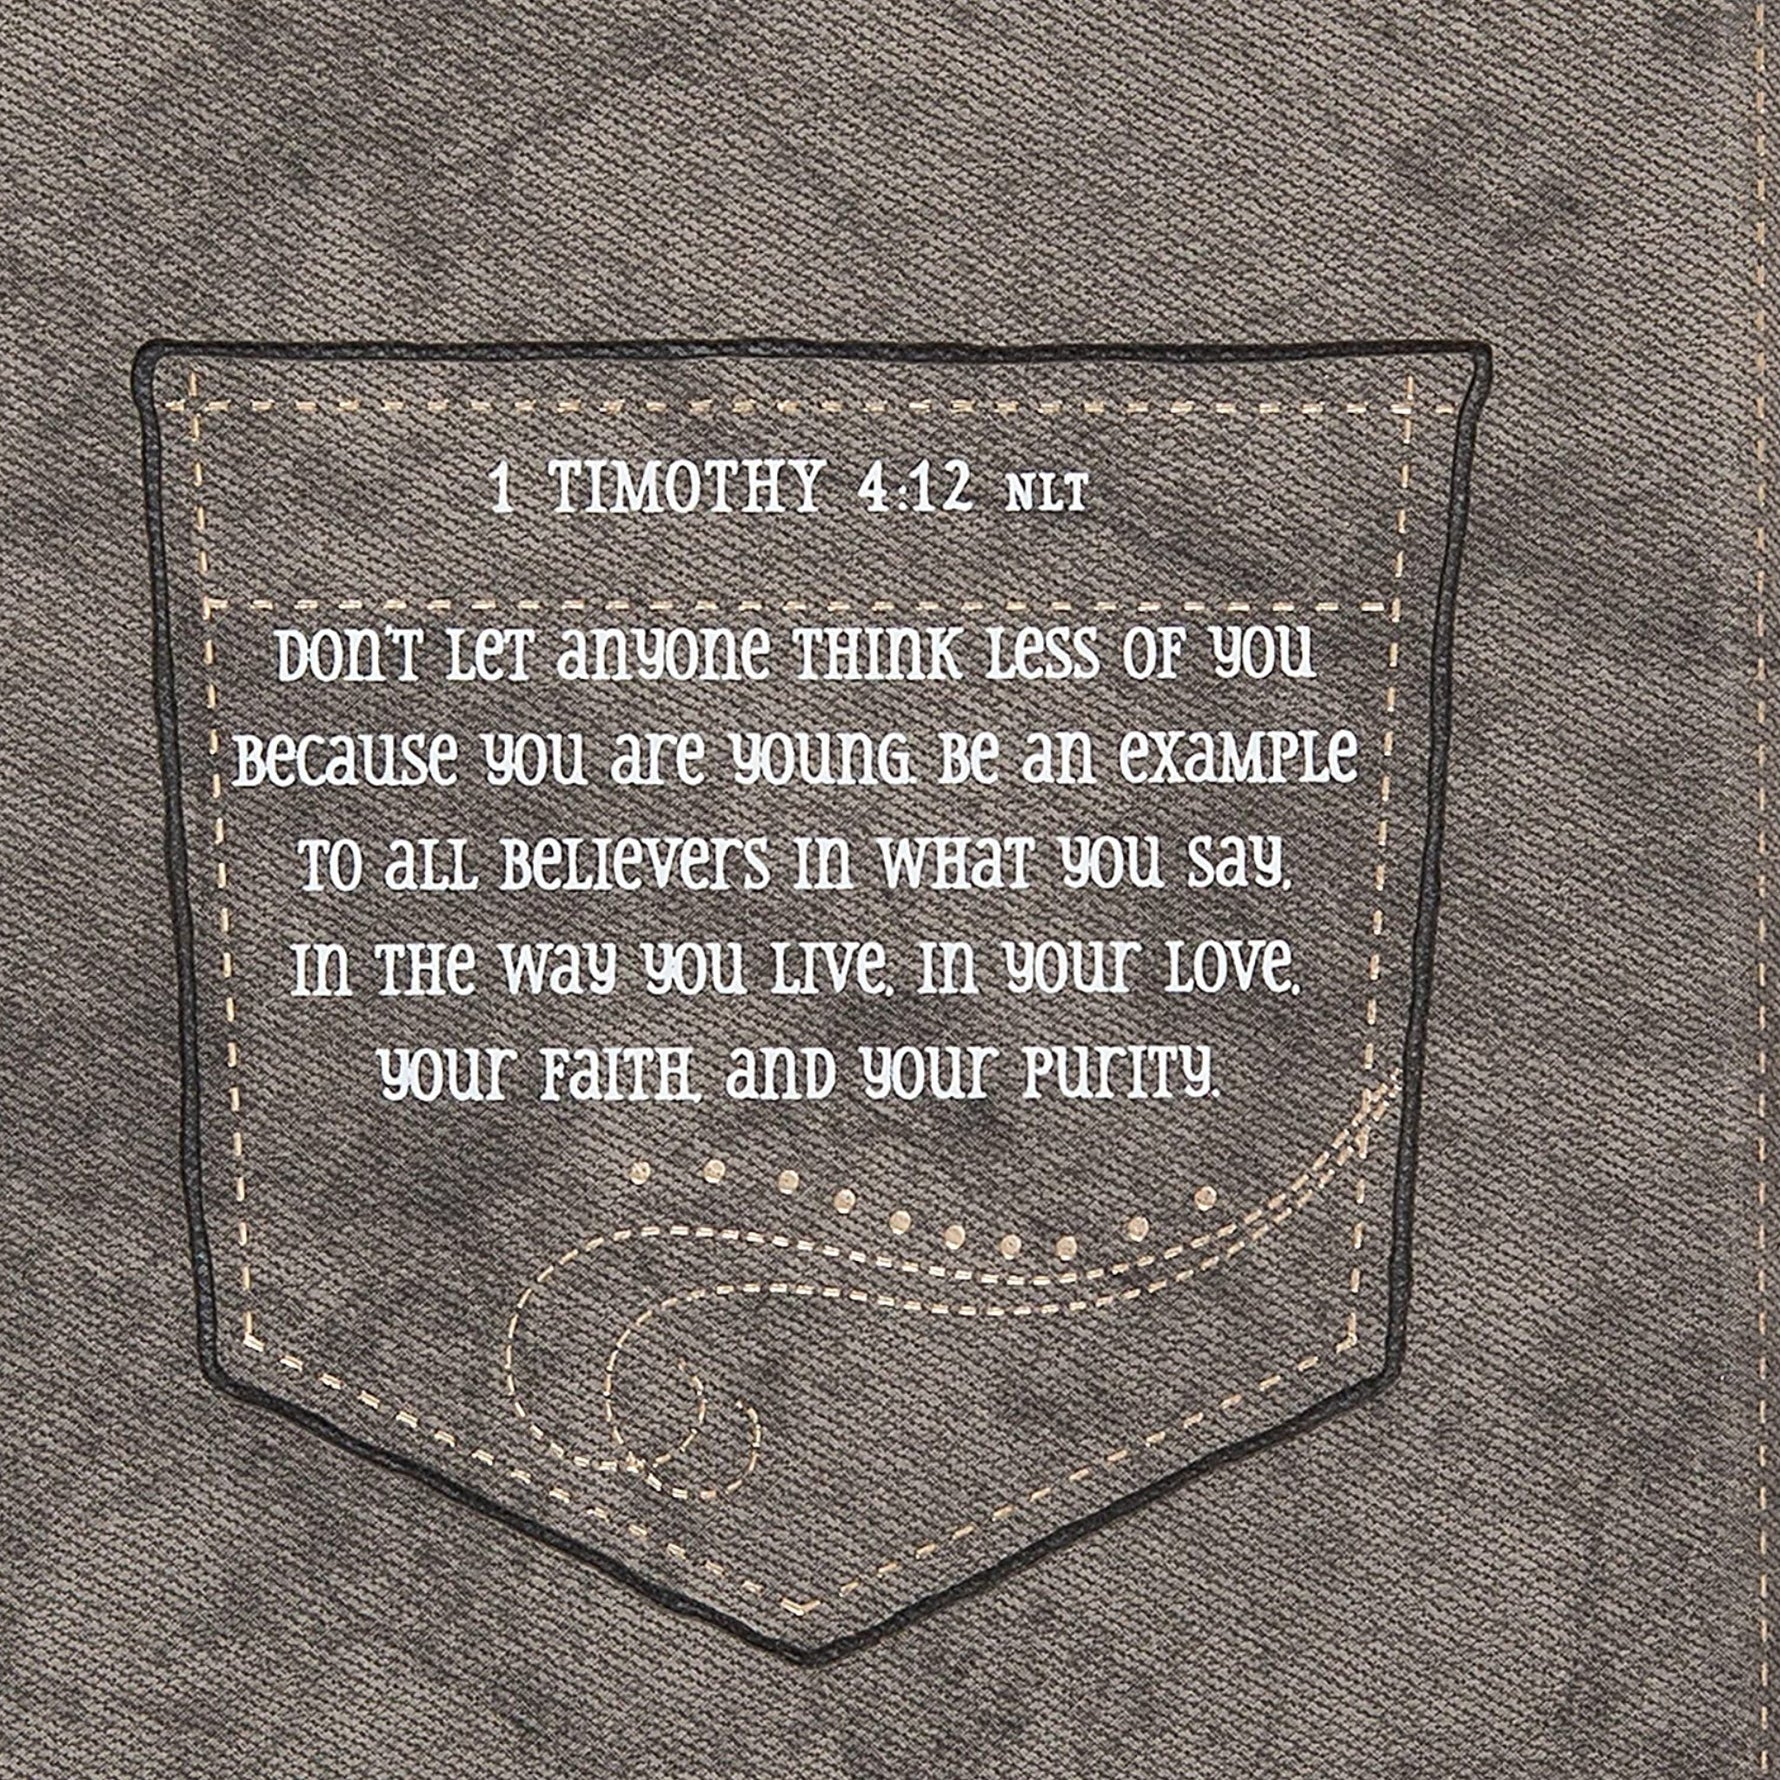 1 TIMOTHY 4:12 NLT
DON'T LET anyone THINK Less OF you
Because you are young. Be an example
TO all Believers in what you say,
in THE way you Live, in your Love,
your FaITH, and your PurITY.